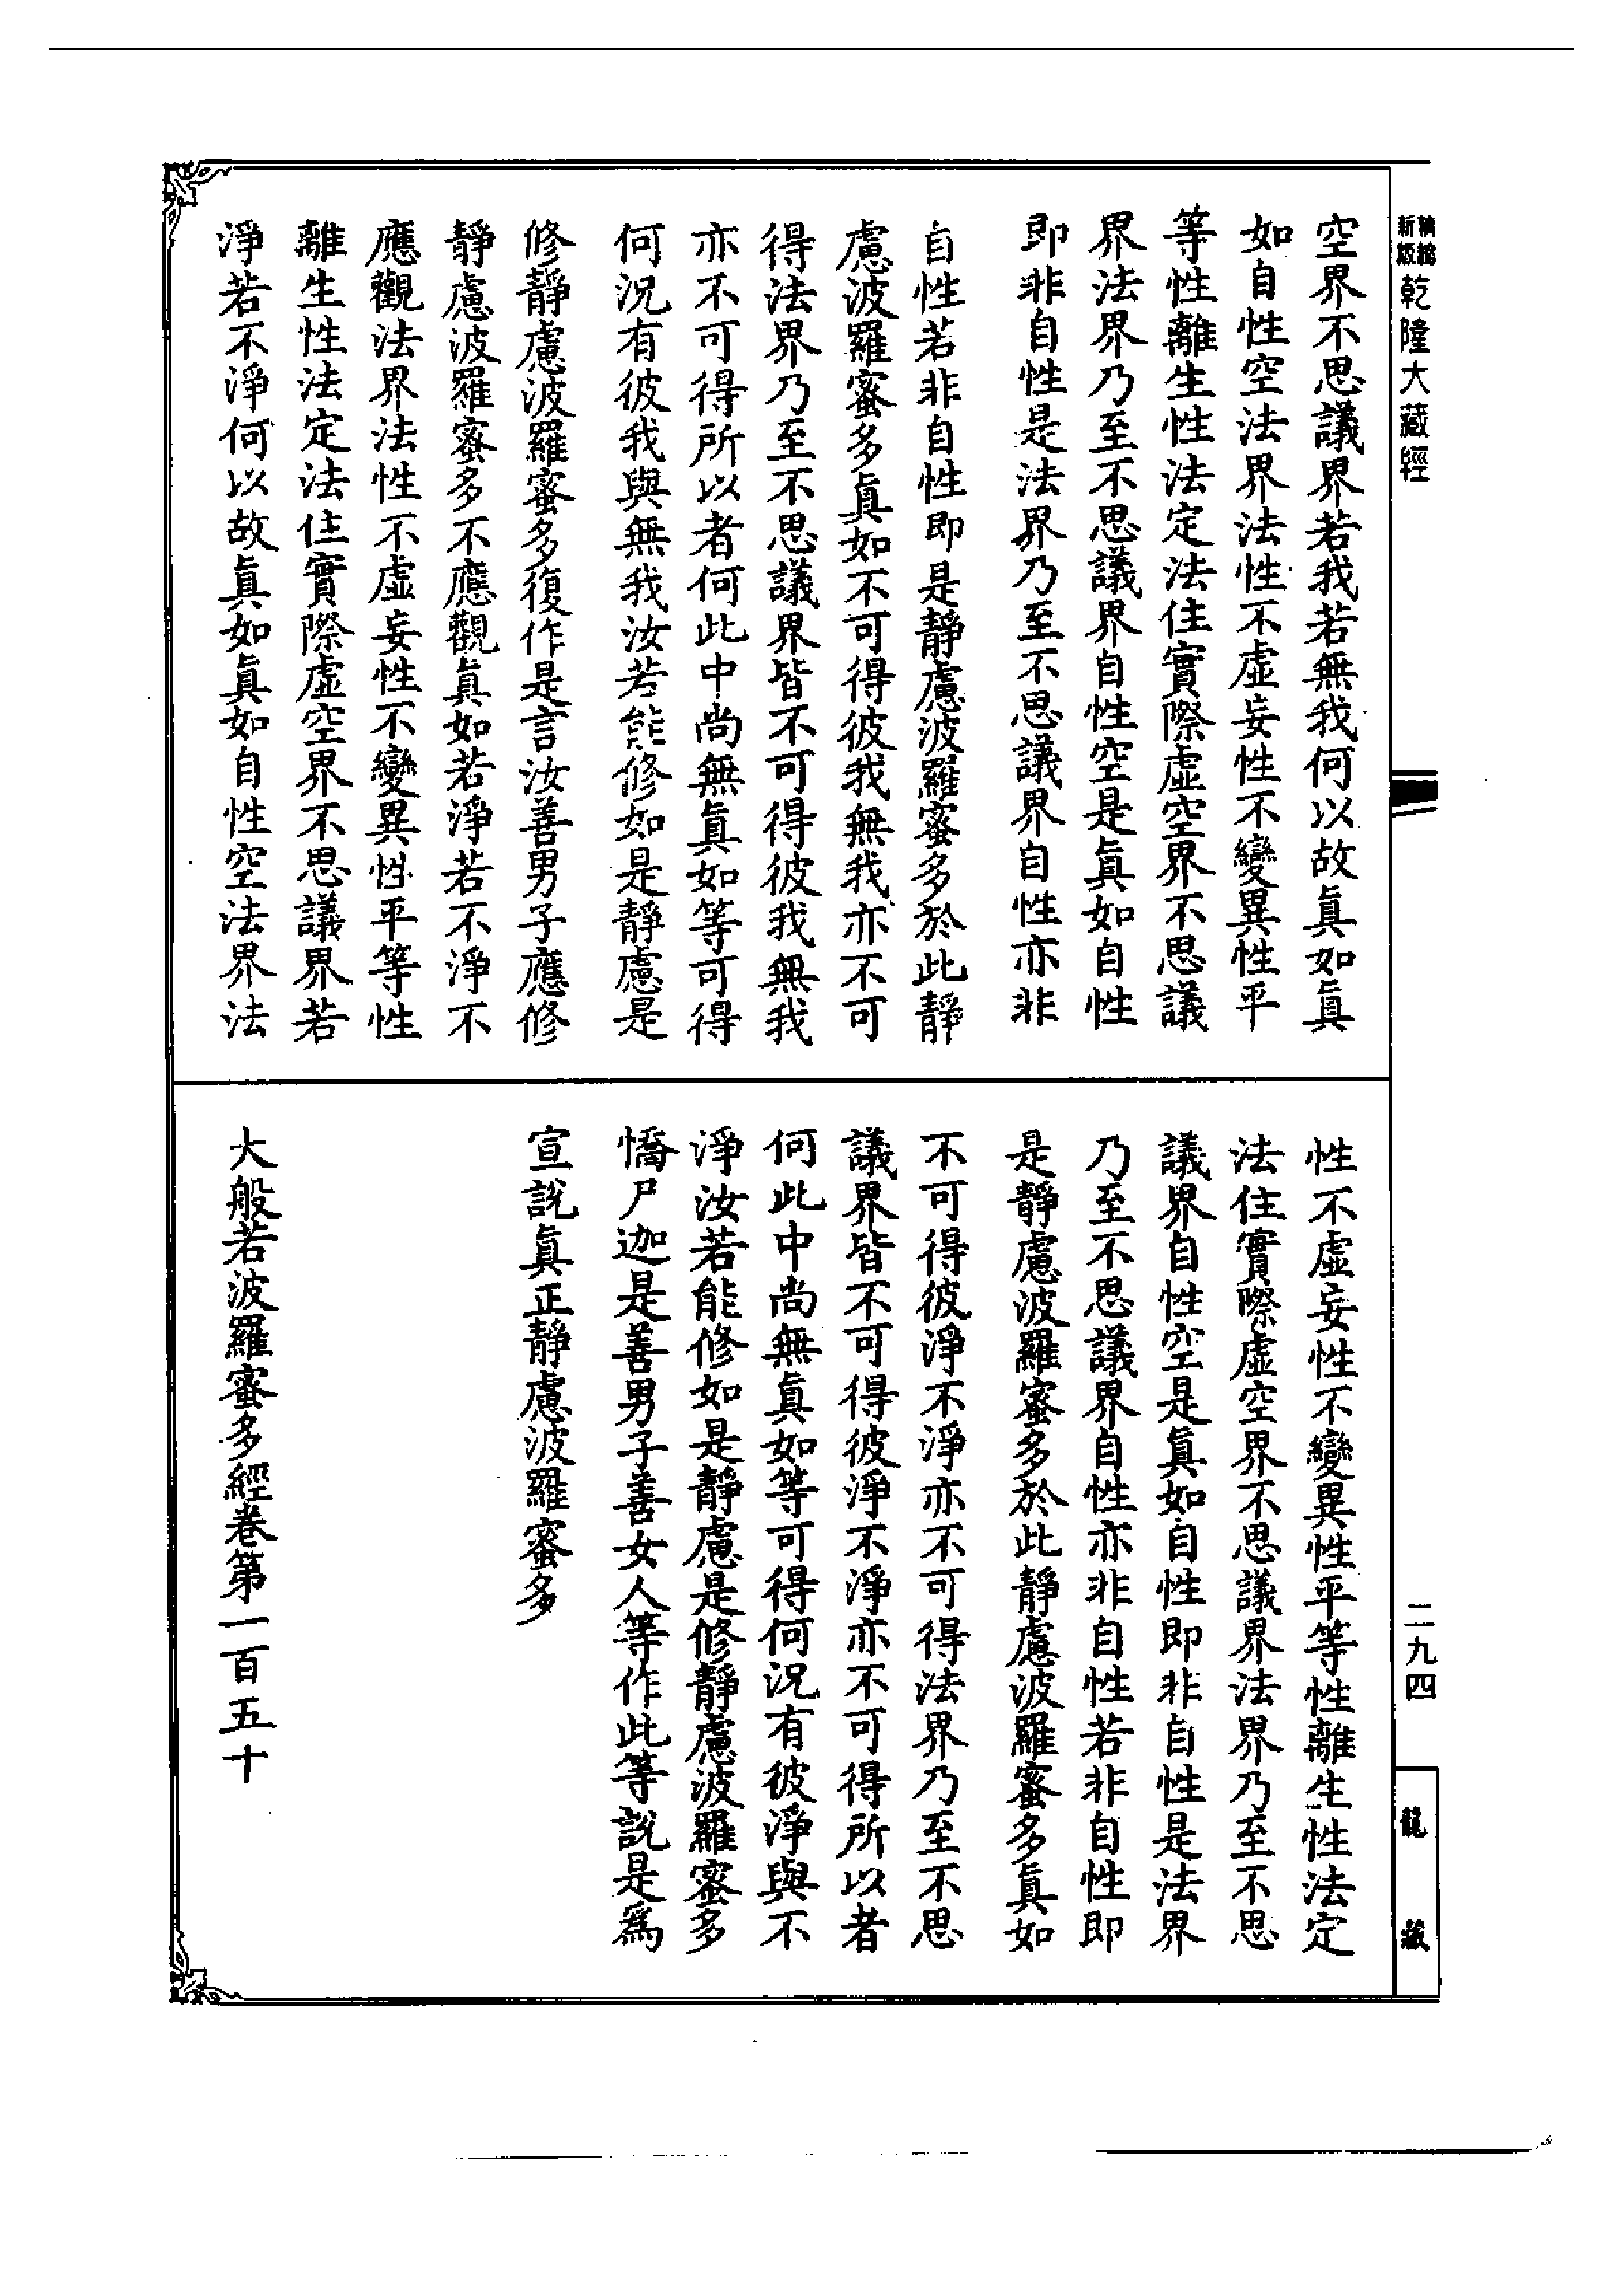 新版精縮乾隆大藏經
空界不思議界若我若無我何以故真如真
如自性空法界法性不虛妄性不變異性平
等性離生性法定法住實際虛空界不思議
界法界乃至不思議界自性空是真如自性
即非自性是法界乃至不思議界自性亦非
自性若非自性即是靜慮波羅蜜多於此靜
慮波羅蜜多真如不可得彼我無我亦不可
得法界乃至不思議界皆不可得彼我無我
亦不可得所以者何此中尚無真如等可得
何況有彼我與無我汝若能修如是靜慮是
修靜慮波羅蜜多復作是言汝善男子應修
靜慮波羅蜜多不應觀真如若淨若不淨不
應觀法界法性不虛妄性不變異性平等性
離生性法定法住實際虛空界不思議界若
淨若不淨何以故真如真如自性空法界法
性不虛妄性不變異性平等性離生性法定
法住實際虛空界不思議界法界乃至不思
議界自性空是真如自性即非自性是法界
乃至不思議界自性亦非自性若非自性即
是靜慮波羅蜜多於此靜慮波羅蜜多真如
不可得彼淨不淨亦不可得法界乃至不思
議界皆不可得彼淨不淨亦不可得所以者
何此中尚無真如等可得何況有彼淨與不
淨汝若能修如是靜慮是修靜慮波羅蜜多
憍尸迦是善男子善女人等作此等說是為
宣說真正靜慮波羅蜜多
大般若波羅蜜多經卷第一百五十
二九四
龍藏